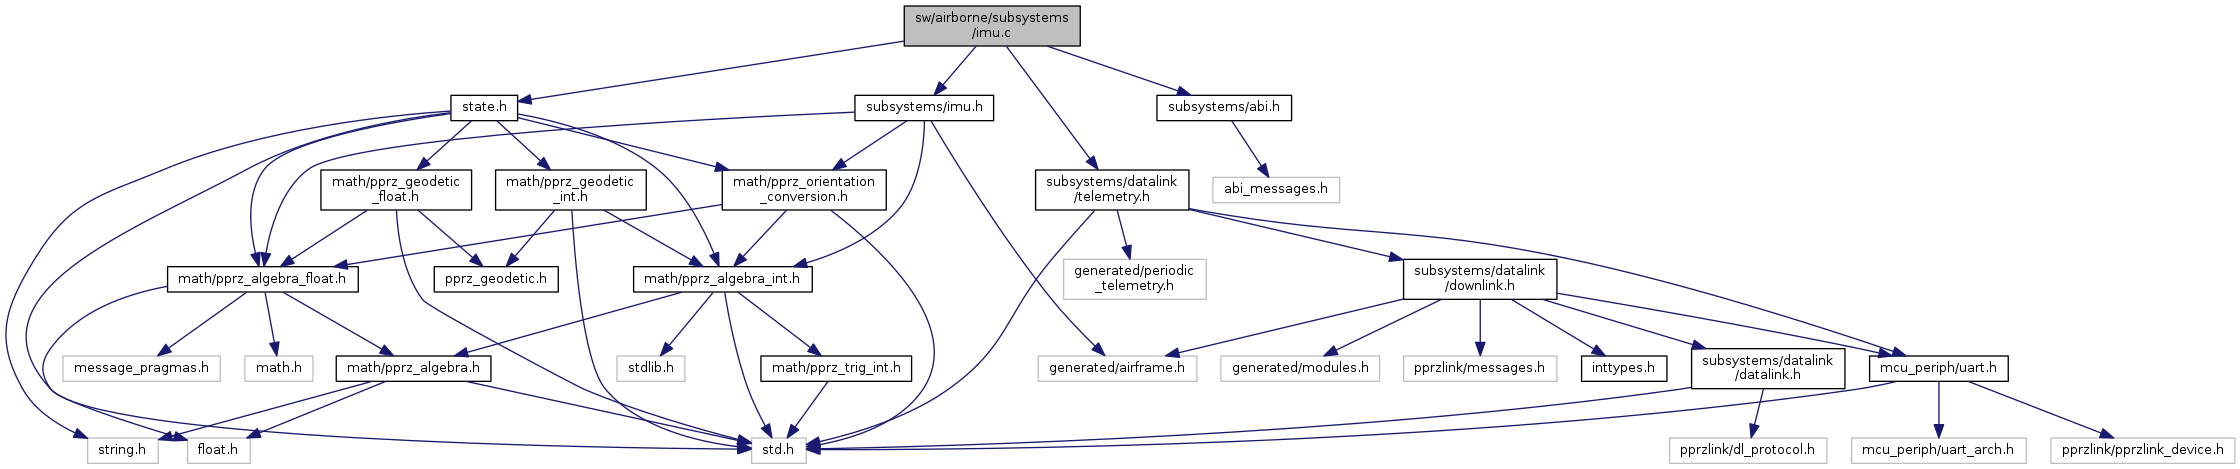 sw/airborne/subsystems
/imu.c
state.h
subsystems/imu.h
subsystems/abi.h
math/pprz_geodetic
_float.h
math/pprz_geodetic
_int.h
math/pprz_orientation
_conversion.h
subsystems/datalink
/telemetry.h
abi_messages.h
math/pprz_algebra_float.h
pprz_geodetic.h
math/pprz_algebra_int.h
generated/periodic
_telemetry.h
subsystems/datalink
/downlink.h
message_pragmas.h
math.h
math/pprz_algebra.h
stdlib.h
math/pprz_trig_int.h
generated/airframe.h
generated/modules.h
pprzlink/messages.h
inttypes.h
subsystems/datalink
/datalink.h
mcu_periph/uart.h
string.h
float.h
std.h
pprzlink/dl_protocol.h
mcu_periph/uart_arch.h
pprzlink/pprzlink_device.h